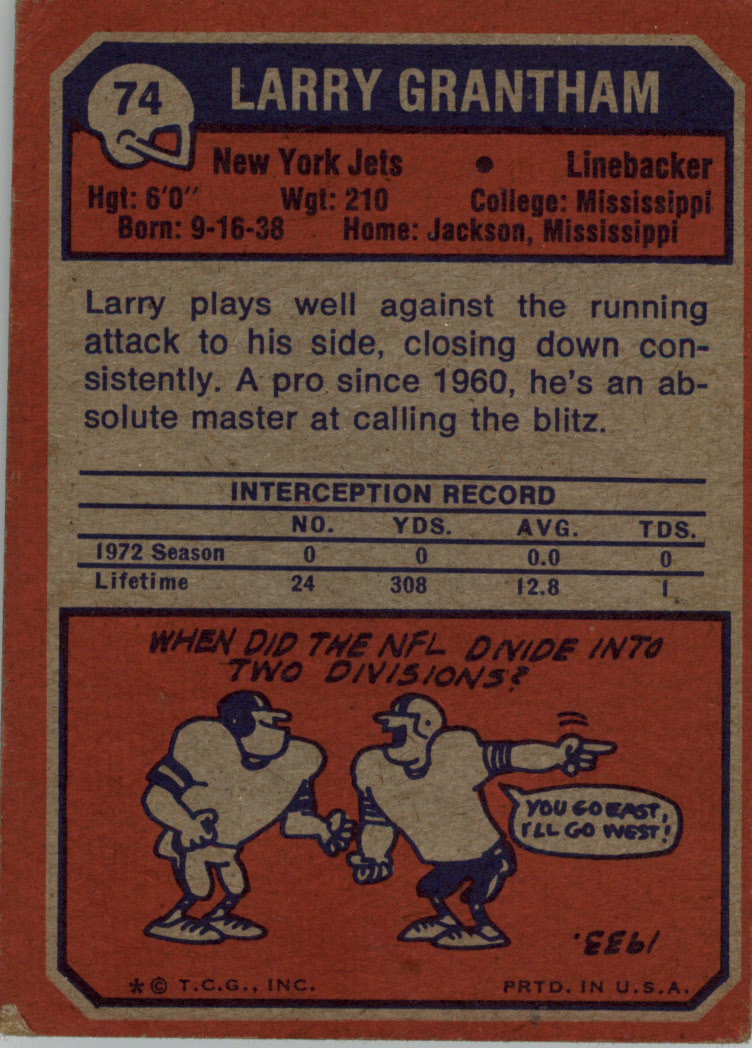 74
LARRY GRANTHAM
New York Jets • Linebacker
Hgt: 6'0" Wgt: 210 College: Mississippi
Born: 9-16-38 Home: Jackson, Mississippi
Larry plays well against the running
attack to his side, closing down con-
sistently. A pro since 1960, he's an ab-
solute master at calling the blitz.
INTERCEPTION RECORD
NO. YDS. AVG. TDS.
1972 Season 0 0 0.0 0
Lifetime 24 308 12.8 1
WHEN DID THE NFL DIVIDE INTO
TWO DIVISIONS?
YOU GO EAST,
I'LL GO WEST!
1933.
*© T.C.G., INC. PRTD. IN U.S.A.